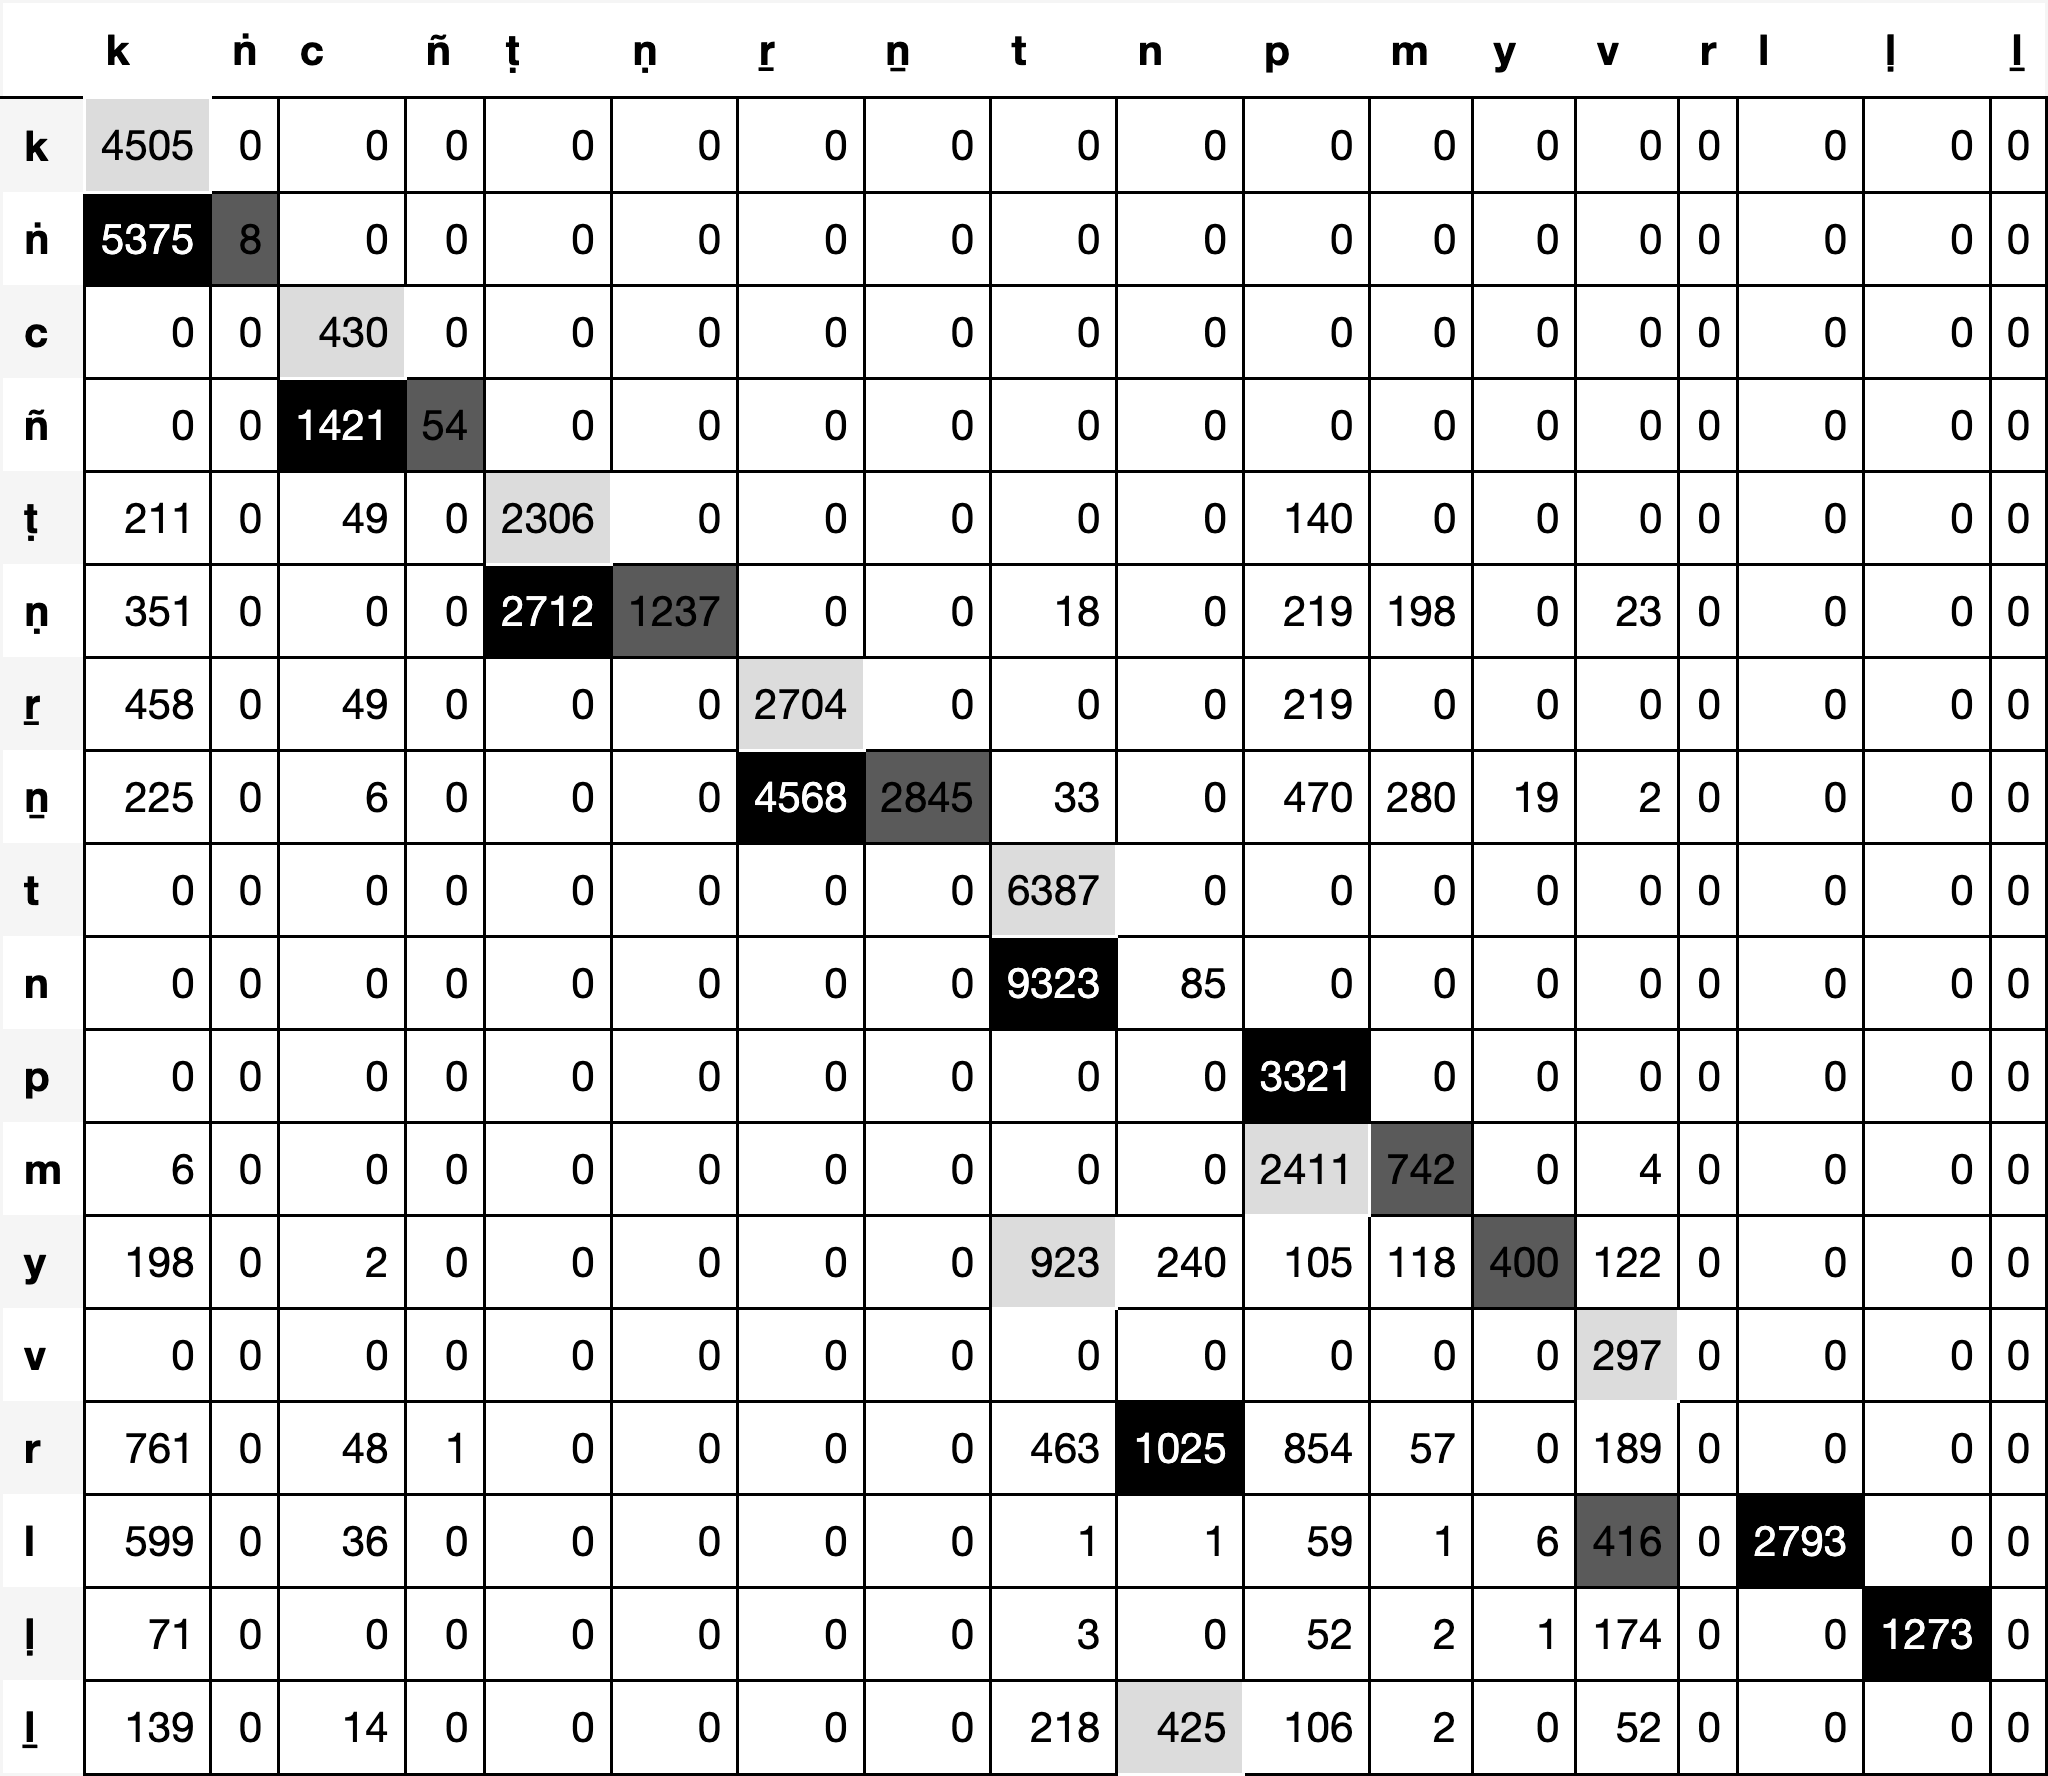 k ṅ c ñ ṭ ṇ ṟ ṉ t n p m y v r l ḷ ḻ
k 4505 0 0 0 0 0 0 0 0 0 0 0 0 0 0 0 0 0
ṅ 5375 8 0 0 0 0 0 0 0 0 0 0 0 0 0 0 0 0
c 0 0 430 0 0 0 0 0 0 0 0 0 0 0 0 0 0 0
ñ 0 0 1421 54 0 0 0 0 0 0 0 0 0 0 0 0 0 0
ṭ 211 0 49 0 2306 0 0 0 0 0 140 0 0 0 0 0 0 0
ṇ 351 0 0 0 2712 1237 0 0 18 0 219 198 0 23 0 0 0 0
ṟ 458 0 49 0 0 0 2704 0 0 0 219 0 0 0 0 0 0 0
ṉ 225 0 6 0 0 0 4568 2845 33 0 470 280 19 2 0 0 0 0
t 0 0 0 0 0 0 0 0 6387 0 0 0 0 0 0 0 0 0
n 0 0 0 0 0 0 0 0 9323 85 0 0 0 0 0 0 0 0
p 0 0 0 0 0 0 0 0 0 0 3321 0 0 0 0 0 0 0
m 6 0 0 0 0 0 0 0 0 0 2411 742 0 4 0 0 0 0
y 198 0 2 0 0 0 0 0 923 240 105 118 400 122 0 0 0 0
v 0 0 0 0 0 0 0 0 0 0 0 0 0 297 0 0 0 0
r 761 0 48 1 0 0 0 0 463 1025 854 57 0 189 0 0 0 0
l 599 0 36 0 0 0 0 0 1 1 59 1 6 416 0 2793 0 0
ḷ 71 0 0 0 0 0 0 0 3 0 52 2 1 174 0 0 1273 0
ḻ 139 0 14 0 0 0 0 0 218 425 106 2 0 52 0 0 0 0